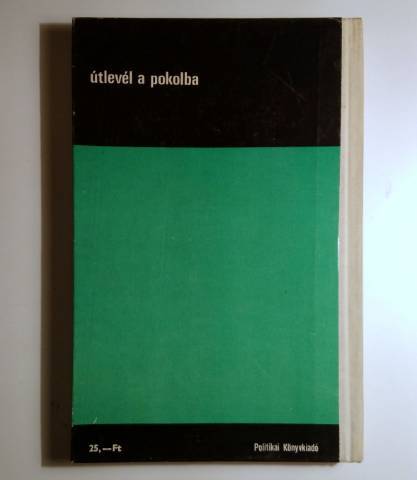 útlevél a pokolba
25,—Ft
Politikai Könyvkiadó